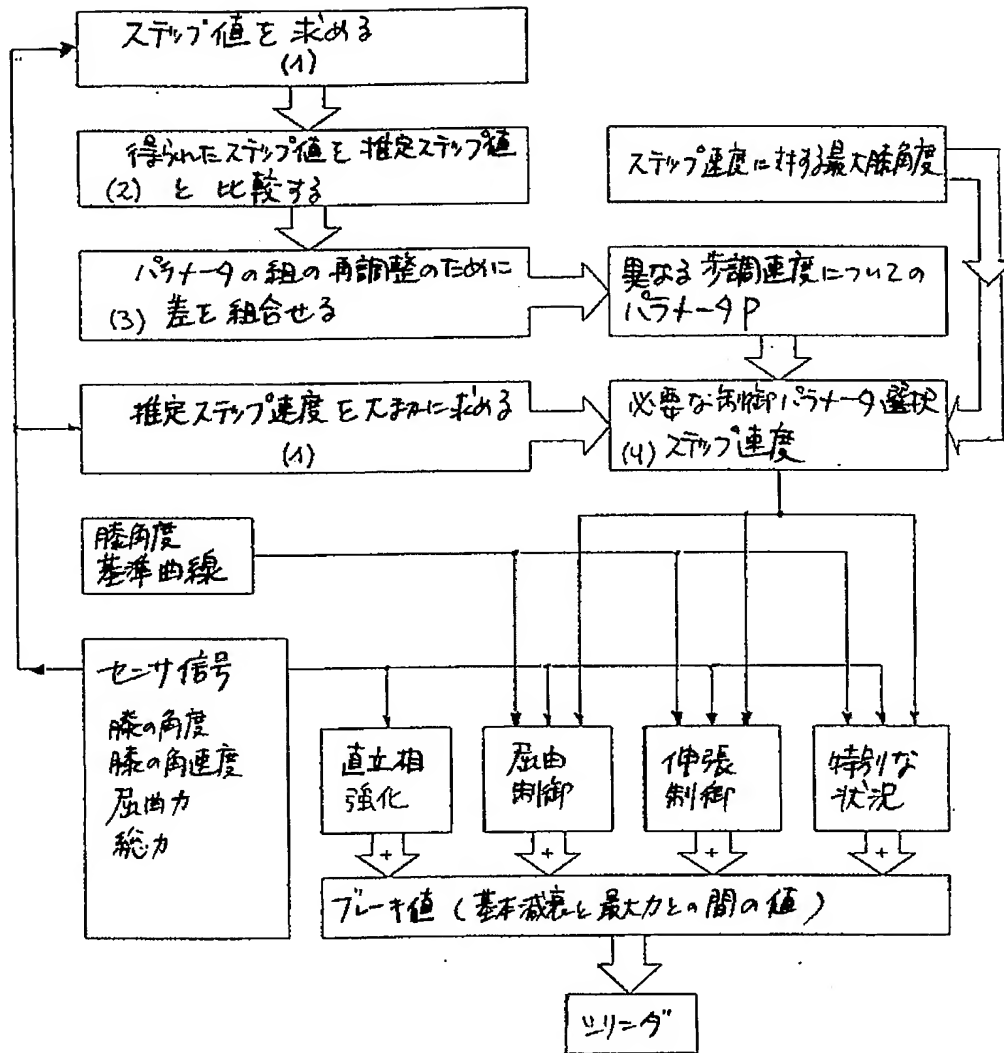 ステップ値を求める
(1)
得られたステップ値を推定ステップ値
(2) と比較する
ステップ速度に対する最大膝角度
パラメータの組の再調整のために
(3) 差を組合せる
異なる歩調速度についての
パラメータP
推定ステップ速度を大まかに求める
(1)
必要な制御パラメータ選択
(4) ステップ速度
膝角度
基準曲線
センサ信号
膝の角度
膝の角速度
屈曲力
総力
直立相
強化
屈曲
制御
伸張
制御
特別な
状況
+
+
+
+
ブレーキ値(基本減衰と最大力との間の値)
シリンダ